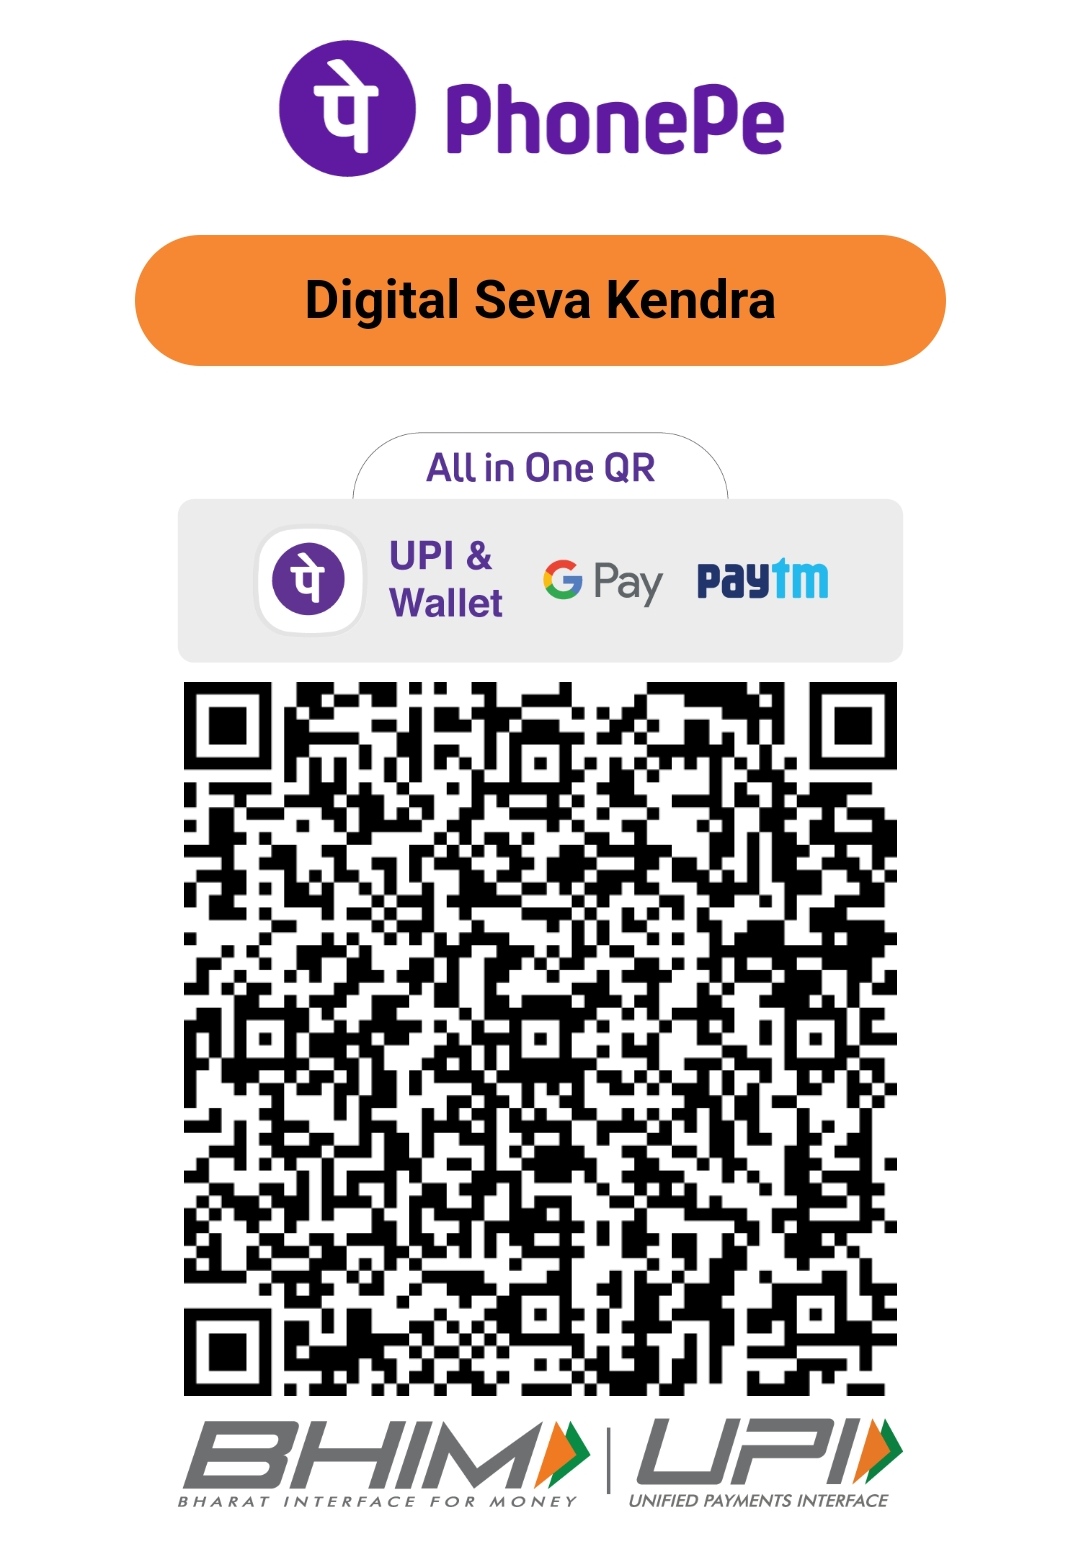 पे PhonePe
Digital Seva Kendra
All in One QR
पे UPI & Wallet G Pay paytm
BHIM UPI
BHARAT INTERFACE FOR MONEY UNIFIED PAYMENTS INTERFACE